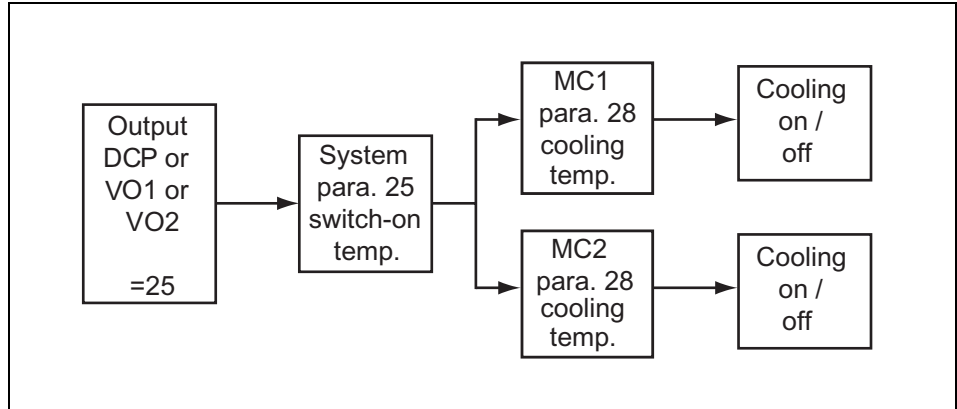 Output
DCP or
VO1 or
VO2
=25
System
para. 25
switch-on
temp.
MC1
para. 28
cooling
temp.
Cooling
on /
off
MC2
para. 28
cooling
temp.
Cooling
on /
off